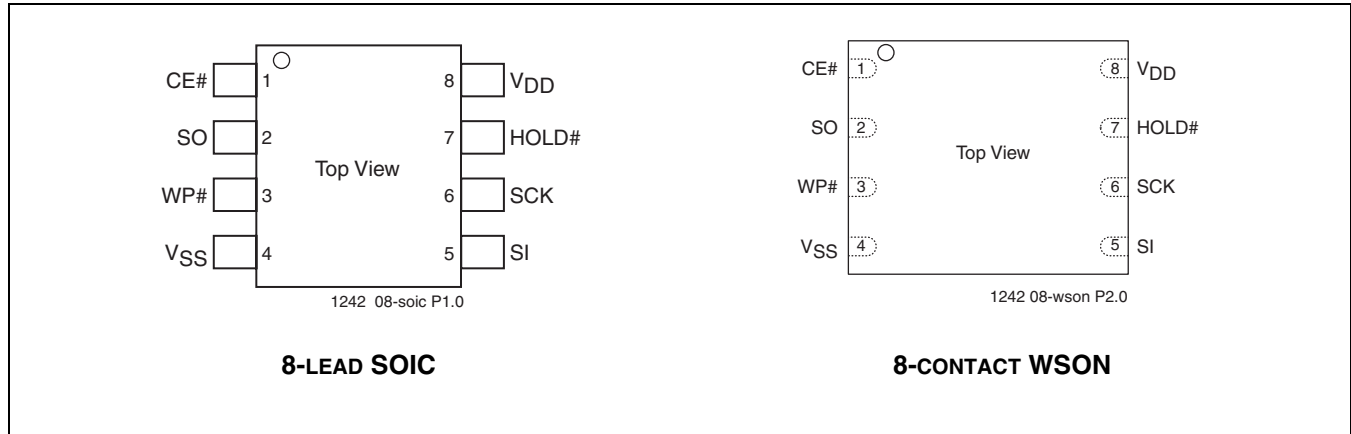 CE# 1 8 VDD
SO 2 7 HOLD#
Top View
WP# 3 6 SCK
VSS 4 5 SI
1242 08-soic P1.0
8-LEAD SOIC
CE# 1 8 VDD
SO 2 7 HOLD#
Top View
WP# 3 6 SCK
VSS 4 5 SI
1242 08-wson P2.0
8-CONTACT WSON